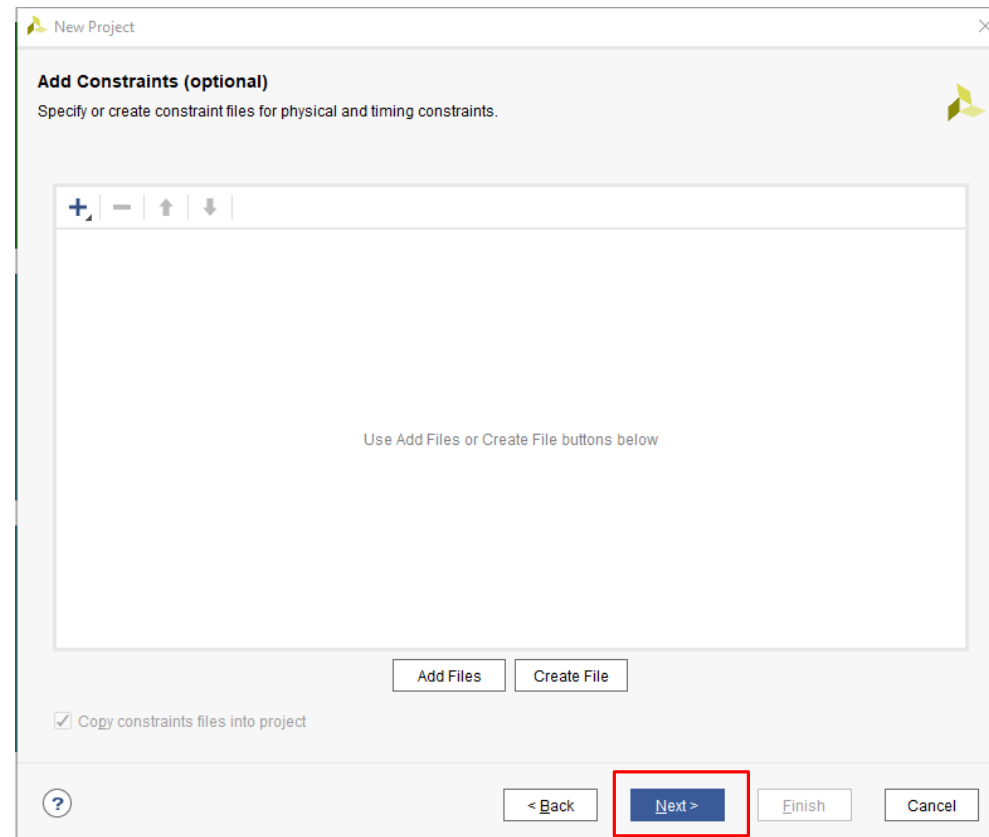 New Project
Add Constraints (optional)
Specify or create constraint files for physical and timing constraints.
Use Add Files or Create File buttons below
Add Files Create File
Copy constraints files into project
? < Back Next > Finish Cancel